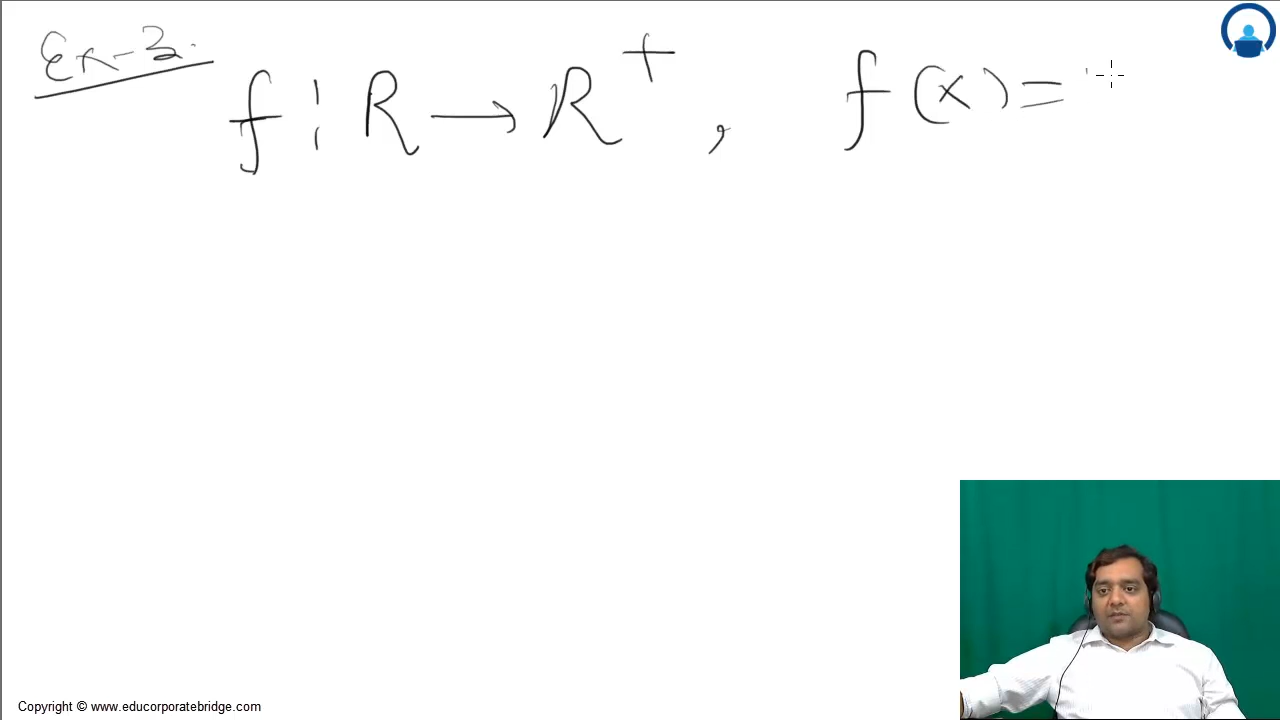 Ex-3.
f : R → R⁺ , f(x) =
Copyright © www.educorporatebridge.com